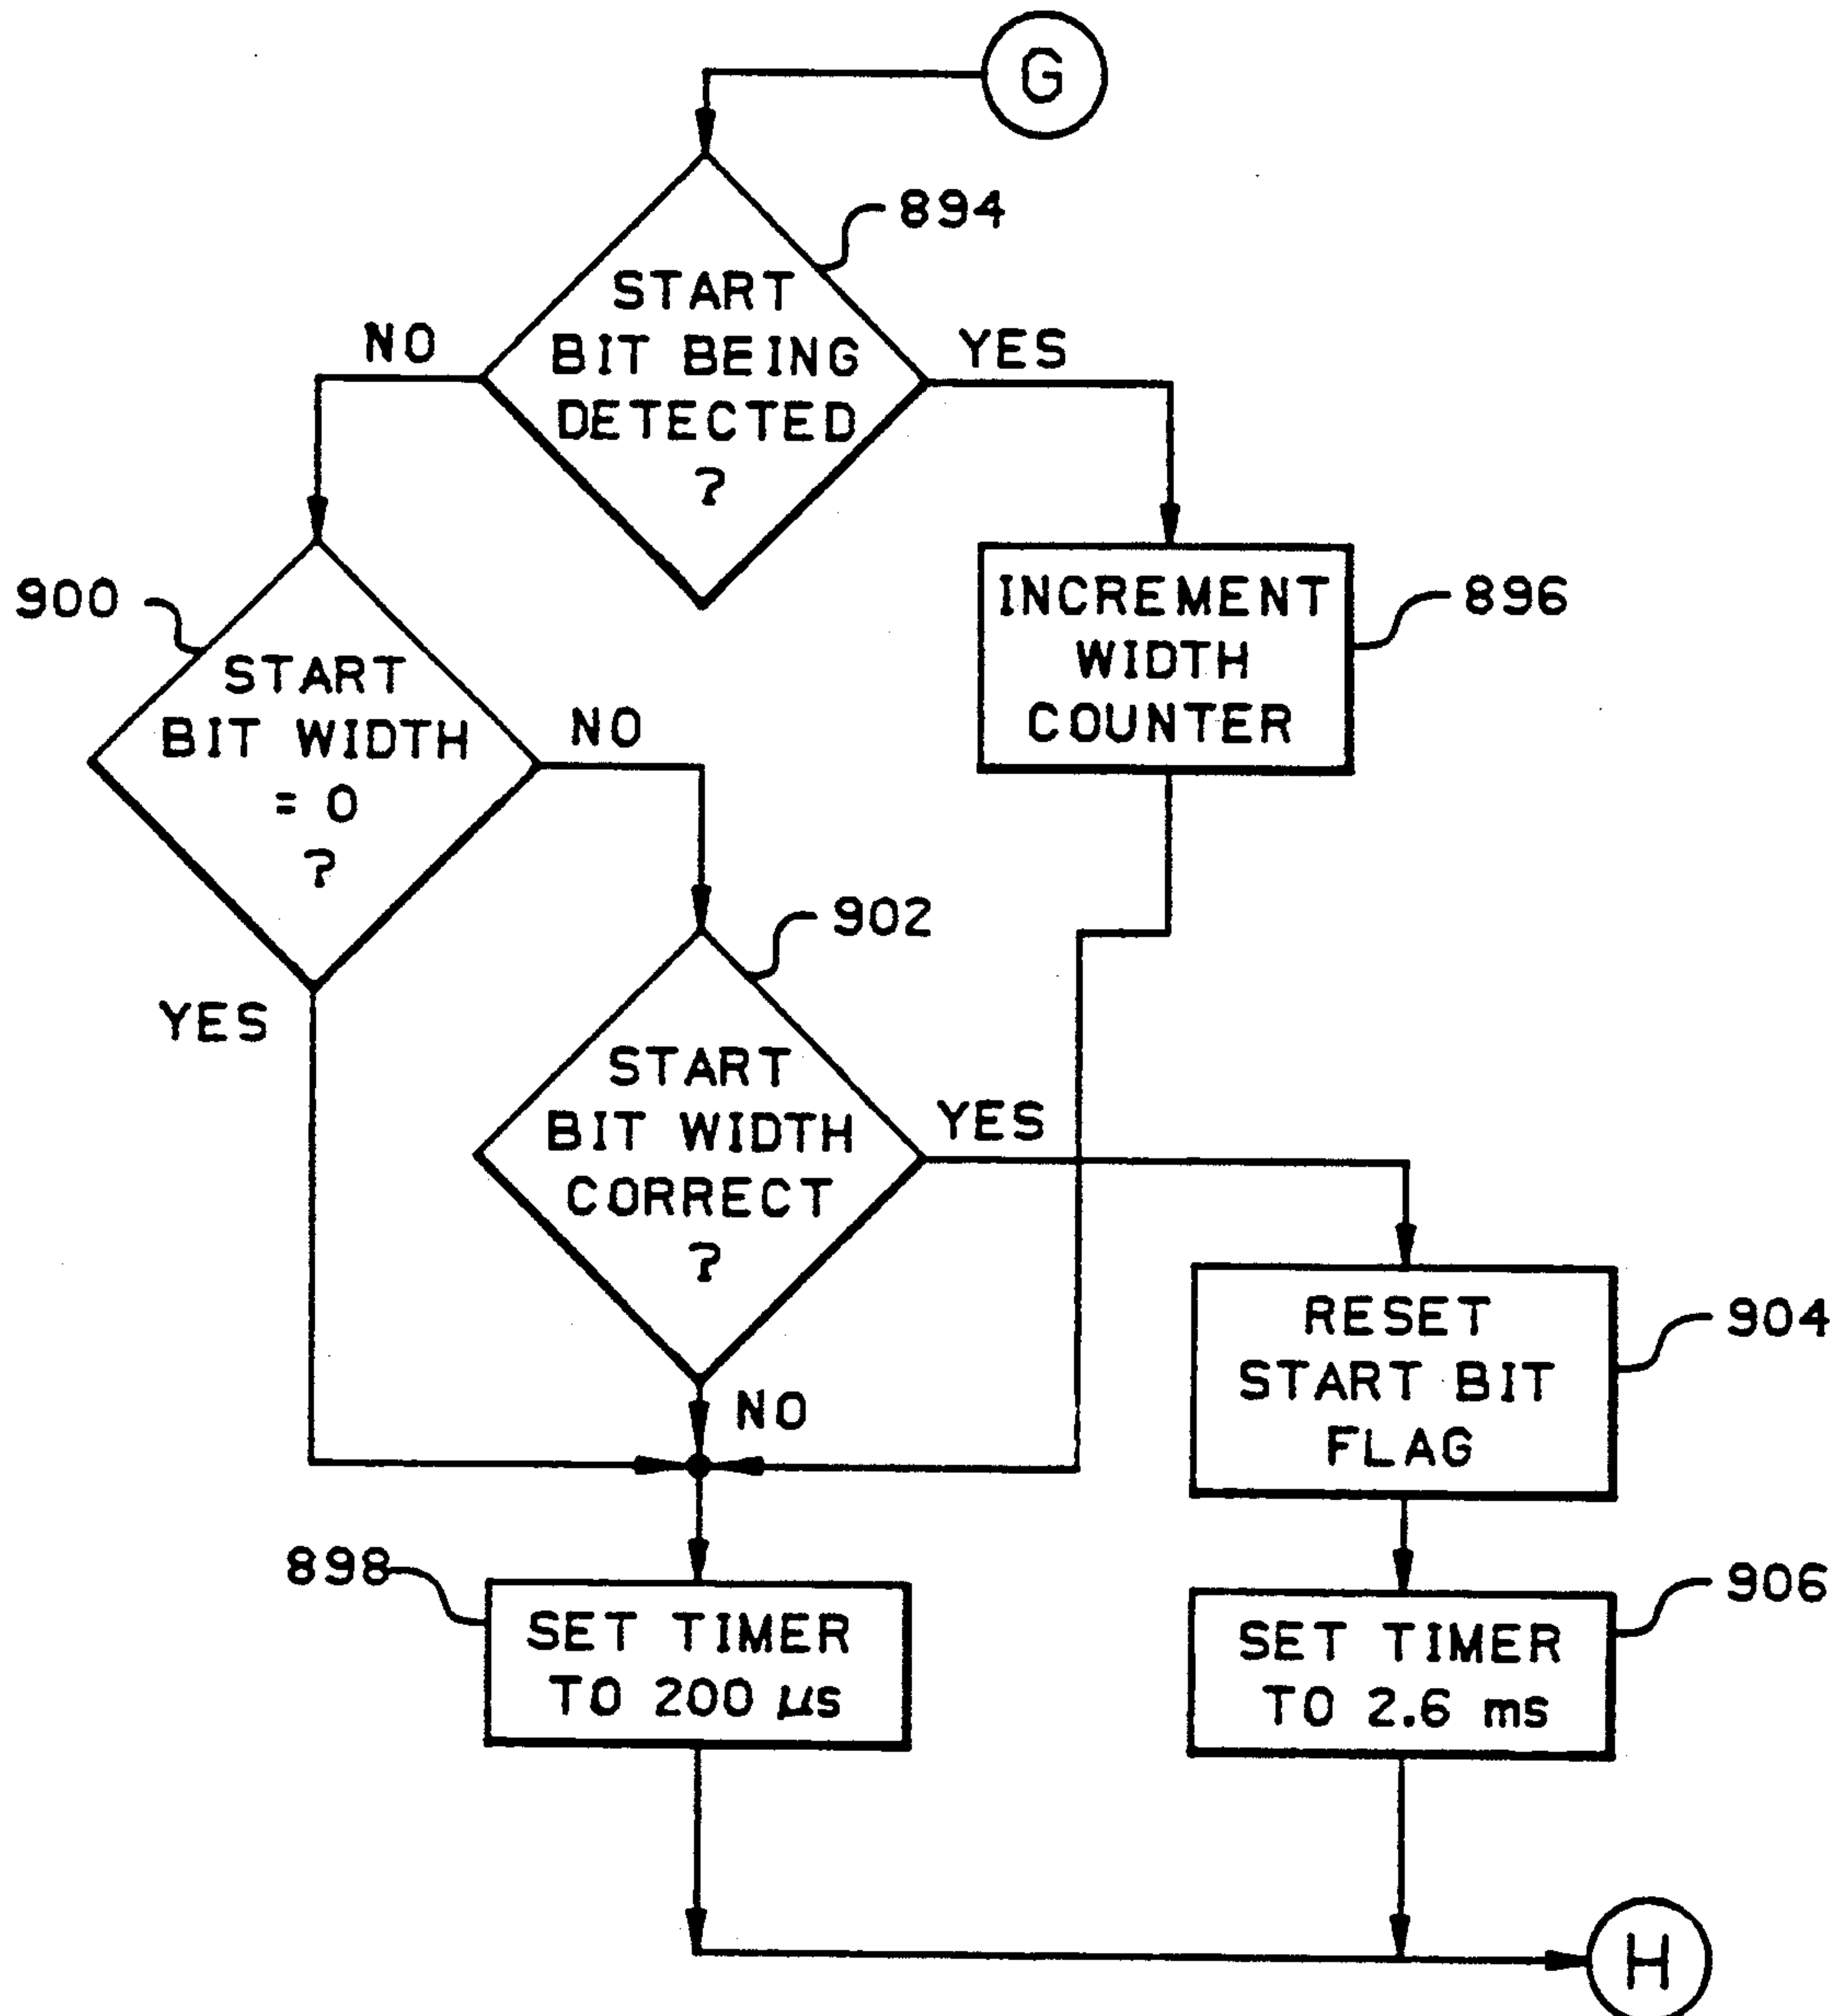 G
894
START
BIT BEING
DETECTED
?
NO
YES
900
START
BIT WIDTH
= 0
?
NO
YES
INCREMENT
WIDTH
COUNTER
896
902
START
BIT WIDTH
CORRECT
?
YES
NO
RESET
START BIT
FLAG
904
898
SET TIMER
TO 200 µs
SET TIMER
TO 2.6 ms
906
H